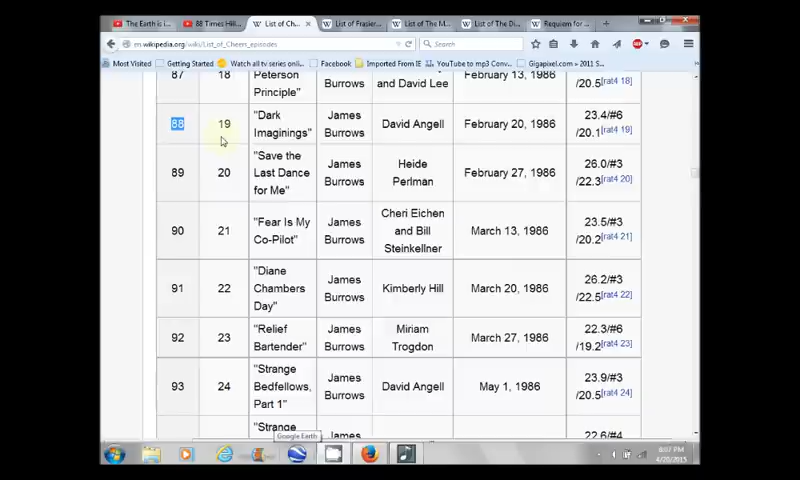 The Earth is i...
88 Times Hill...
List of Che...
List of Frasier...
List of The M...
List of The Di...
Requiem for ...
en.wikipedia.org/wiki/List_of_Cheers_episodes
Search
Most Visited
Getting Started
Watch all tv series onli...
Facebook
Imported From IE
YouTube to mp3 Conv...
Gigapixel.com » 2011 S...
87 18 Peterson Principle" Burrows and David Lee February 13, 1986 /20.5[rat4 18]
88 19 "Dark Imaginings" James Burrows David Angell February 20, 1986 23.4/#6 /20.1[rat4 19]
89 20 "Save the Last Dance for Me" James Burrows Heide Perlman February 27, 1986 26.0/#3 /22.3[rat4 20]
90 21 "Fear Is My Co-Pilot" James Burrows Cheri Eichen and Bill Steinkellner March 13, 1986 23.5/#3 /20.2[rat4 21]
91 22 "Diane Chambers Day" James Burrows Kimberly Hill March 20, 1986 26.2/#3 /22.5[rat4 22]
92 23 "Relief Bartender" James Burrows Miriam Trogdon March 27, 1986 22.3/#6 /19.2[rat4 23]
93 24 "Strange Bedfellows, Part 1" James Burrows David Angell May 1, 1986 23.9/#3 /20.5[rat4 24]
"Strange James 22.6/#4
Google Earth
8:07 PM
4/20/2015